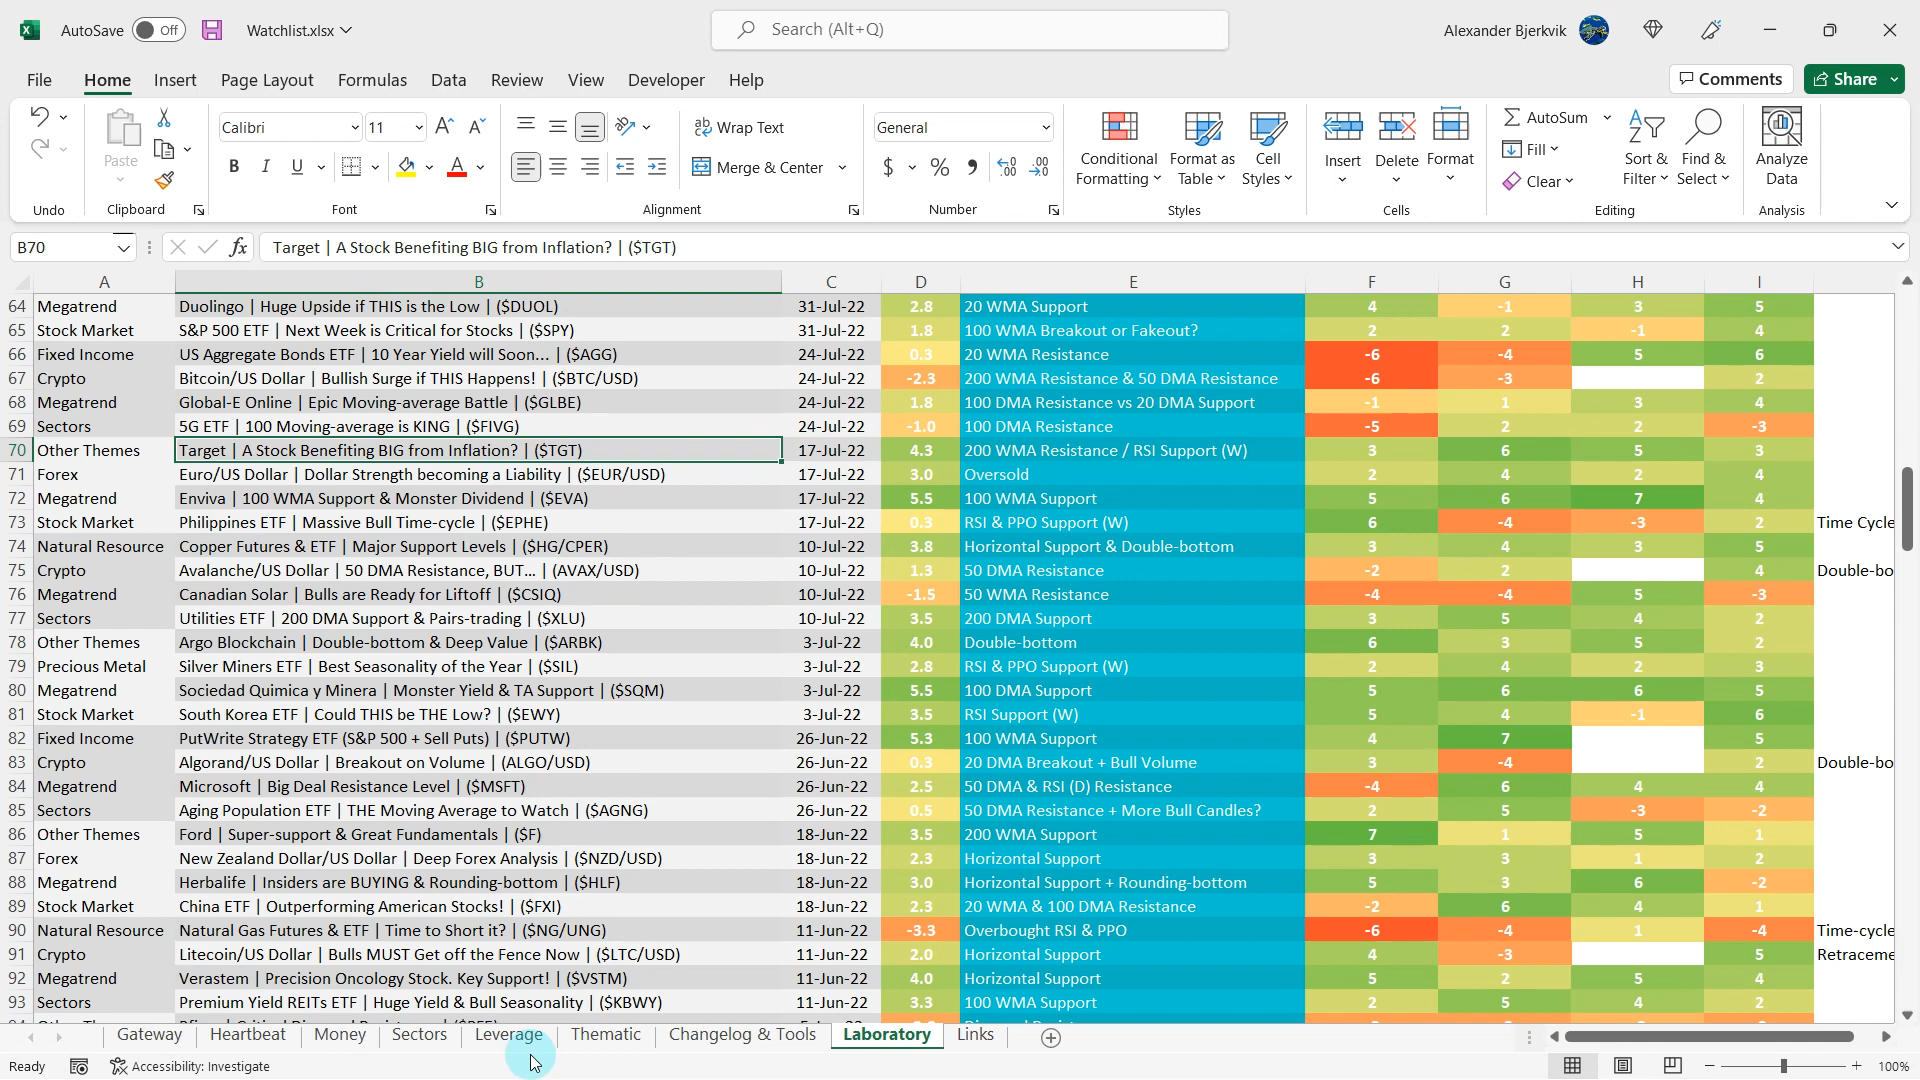 AutoSave Off Watchlist.xlsx Search (Alt+Q) Alexander Bjerkvik
File Home Insert Page Layout Formulas Data Review View Developer Help Comments Share
Calibri 11 Wrap Text General AutoSum
Paste B I U Merge & Center $ % Conditional Formatting Format as Table Cell Styles Insert Delete Format Fill Clear Sort & Filter Find & Select Analyze Data
Undo Clipboard Font Alignment Number Styles Cells Editing Analysis
B70 fx Target | A Stock Benefiting BIG from Inflation? | ($TGT)
A B C D E F G H I
64 Megatrend Duolingo | Huge Upside if THIS is the Low | ($DUOL) 31-Jul-22 2.8 20 WMA Support 4 -1 3 5
65 Stock Market S&P 500 ETF | Next Week is Critical for Stocks | ($SPY) 31-Jul-22 1.8 100 WMA Breakout or Fakeout? 2 2 -1 4
66 Fixed Income US Aggregate Bonds ETF | 10 Year Yield will Soon... | ($AGG) 24-Jul-22 0.3 20 WMA Resistance -6 -4 5 6
67 Crypto Bitcoin/US Dollar | Bullish Surge if THIS Happens! | ($BTC/USD) 24-Jul-22 -2.3 200 WMA Resistance & 50 DMA Resistance -6 -3 2
68 Megatrend Global-E Online | Epic Moving-average Battle | ($GLBE) 24-Jul-22 1.8 100 DMA Resistance vs 20 DMA Support -1 1 3 4
69 Sectors 5G ETF | 100 Moving-average is KING | ($FIVG) 24-Jul-22 -1.0 100 DMA Resistance -5 2 2 -3
70 Other Themes Target | A Stock Benefiting BIG from Inflation? | ($TGT) 17-Jul-22 4.3 200 WMA Resistance / RSI Support (W) 3 6 5 3
71 Forex Euro/US Dollar | Dollar Strength becoming a Liability | ($EUR/USD) 17-Jul-22 3.0 Oversold 2 4 2 4
72 Megatrend Enviva | 100 WMA Support & Monster Dividend | ($EVA) 17-Jul-22 5.5 100 WMA Support 5 6 7 4
73 Stock Market Philippines ETF | Massive Bull Time-cycle | ($EPHE) 17-Jul-22 0.3 RSI & PPO Support (W) 6 -4 -3 2 Time Cycle
74 Natural Resource Copper Futures & ETF | Major Support Levels | ($HG/CPER) 10-Jul-22 3.8 Horizontal Support & Double-bottom 3 4 3 5
75 Crypto Avalanche/US Dollar | 50 DMA Resistance, BUT... | (AVAX/USD) 10-Jul-22 1.3 50 DMA Resistance -2 2 4 Double-bo
76 Megatrend Canadian Solar | Bulls are Ready for Liftoff | ($CSIQ) 10-Jul-22 -1.5 50 WMA Resistance -4 -4 5 -3
77 Sectors Utilities ETF | 200 DMA Support & Pairs-trading | ($XLU) 10-Jul-22 3.5 200 DMA Support 3 5 4 2
78 Other Themes Argo Blockchain | Double-bottom & Deep Value | ($ARBK) 3-Jul-22 4.0 Double-bottom 6 3 5 2
79 Precious Metal Silver Miners ETF | Best Seasonality of the Year | ($SIL) 3-Jul-22 2.8 RSI & PPO Support (W) 2 4 2 3
80 Megatrend Sociedad Quimica y Minera | Monster Yield & TA Support | ($SQM) 3-Jul-22 5.5 100 DMA Support 5 6 6 5
81 Stock Market South Korea ETF | Could THIS be THE Low? | ($EWY) 3-Jul-22 3.5 RSI Support (W) 5 4 -1 6
82 Fixed Income PutWrite Strategy ETF (S&P 500 + Sell Puts) | ($PUTW) 26-Jun-22 5.3 100 WMA Support 4 7 5
83 Crypto Algorand/US Dollar | Breakout on Volume | (ALGO/USD) 26-Jun-22 0.3 20 DMA Breakout + Bull Volume 3 -4 2 Double-bo
84 Megatrend Microsoft | Big Deal Resistance Level | ($MSFT) 26-Jun-22 2.5 50 DMA & RSI (D) Resistance -4 6 4 4
85 Sectors Aging Population ETF | THE Moving Average to Watch | ($AGNG) 26-Jun-22 0.5 50 DMA Resistance + More Bull Candles? 2 5 -3 -2
86 Other Themes Ford | Super-support & Great Fundamentals | ($F) 18-Jun-22 3.5 200 WMA Support 7 1 5 1
87 Forex New Zealand Dollar/US Dollar | Deep Forex Analysis | ($NZD/USD) 18-Jun-22 2.3 Horizontal Support 3 3 1 2
88 Megatrend Herbalife | Insiders are BUYING & Rounding-bottom | ($HLF) 18-Jun-22 3.0 Horizontal Support + Rounding-bottom 5 3 6 -2
89 Stock Market China ETF | Outperforming American Stocks! | ($FXI) 18-Jun-22 2.3 20 WMA & 100 DMA Resistance -2 6 4 1
90 Natural Resource Natural Gas Futures & ETF | Time to Short it? | ($NG/UNG) 11-Jun-22 -3.3 Overbought RSI & PPO -6 -4 1 -4 Time-cycle
91 Crypto Litecoin/US Dollar | Bulls MUST Get off the Fence Now | ($LTC/USD) 11-Jun-22 2.0 Horizontal Support 4 -3 5 Retraceme
92 Megatrend Verastem | Precision Oncology Stock. Key Support! | ($VSTM) 11-Jun-22 4.0 Horizontal Support 5 2 5 4
93 Sectors Premium Yield REITs ETF | Huge Yield & Bull Seasonality | ($KBWY) 11-Jun-22 3.3 100 WMA Support 2 5 4 2
Gateway Heartbeat Money Sectors Leverage Thematic Changelog & Tools Laboratory Links
Ready Accessibility: Investigate 100%